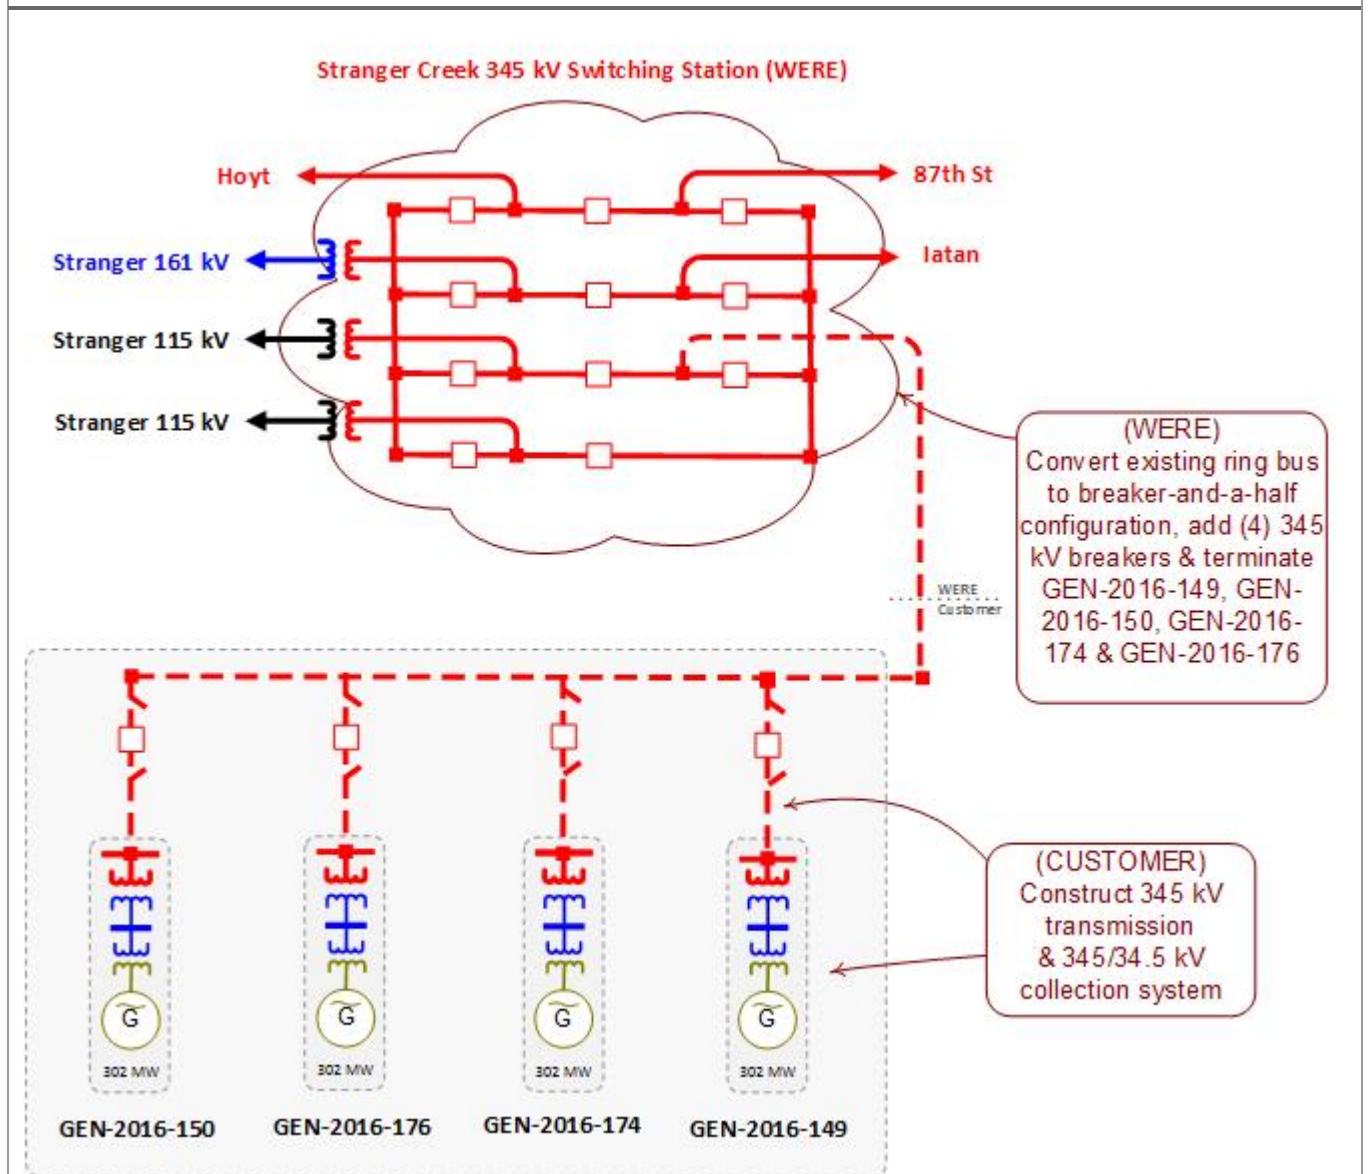 Stranger Creek 345 kV Switching Station (WERE)
Hoyt
87th St
Stranger 161 kV
Iatan
Stranger 115 kV
Stranger 115 kV
(WERE)
Convert existing ring bus
to breaker-and-a-half
configuration, add (4) 345
kV breakers & terminate
GEN-2016-149, GEN-
2016-150, GEN-2016-
174 & GEN-2016-176
WERE
Customer
(CUSTOMER)
Construct 345 kV
transmission
& 345/34.5 kV
collection system
G
G
G
G
302 MW
302 MW
302 MW
302 MW
GEN-2016-150
GEN-2016-176
GEN-2016-174
GEN-2016-149